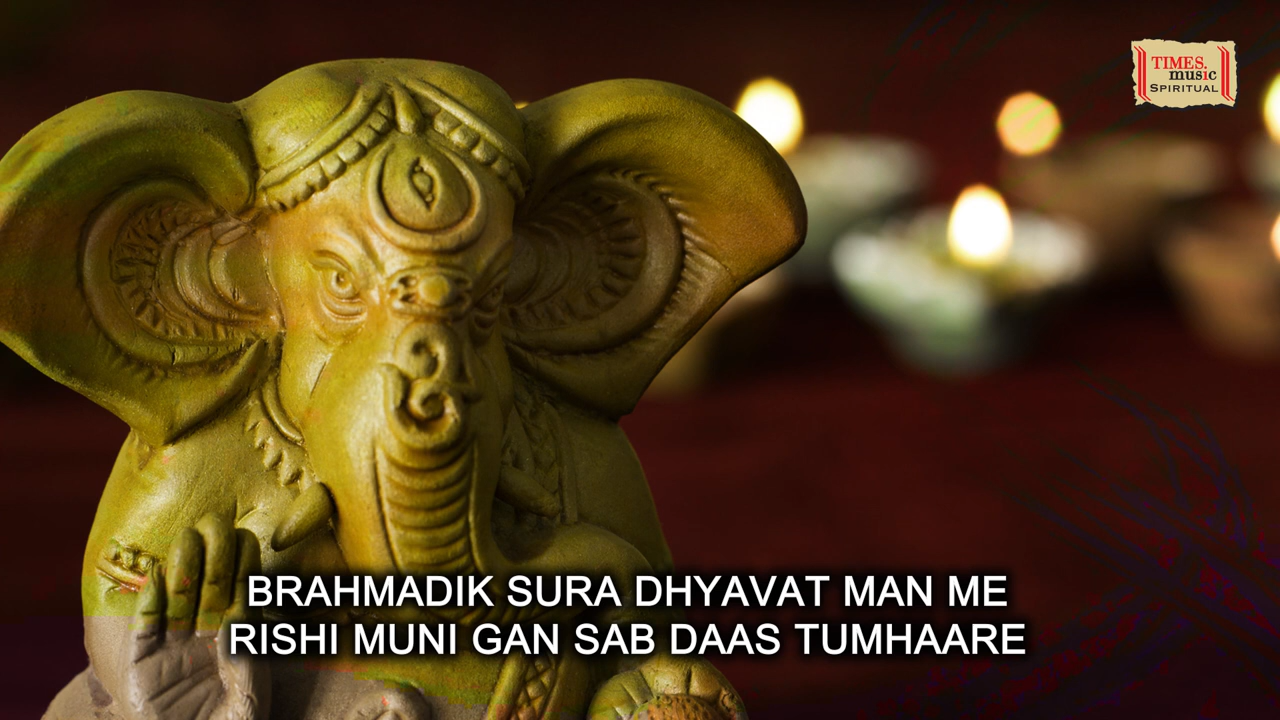 TIMES.
music
SPIRITUAL
BRAHMADIK SURA DHYAVAT MAN ME
RISHI MUNI GAN SAB DAAS TUMHAARE